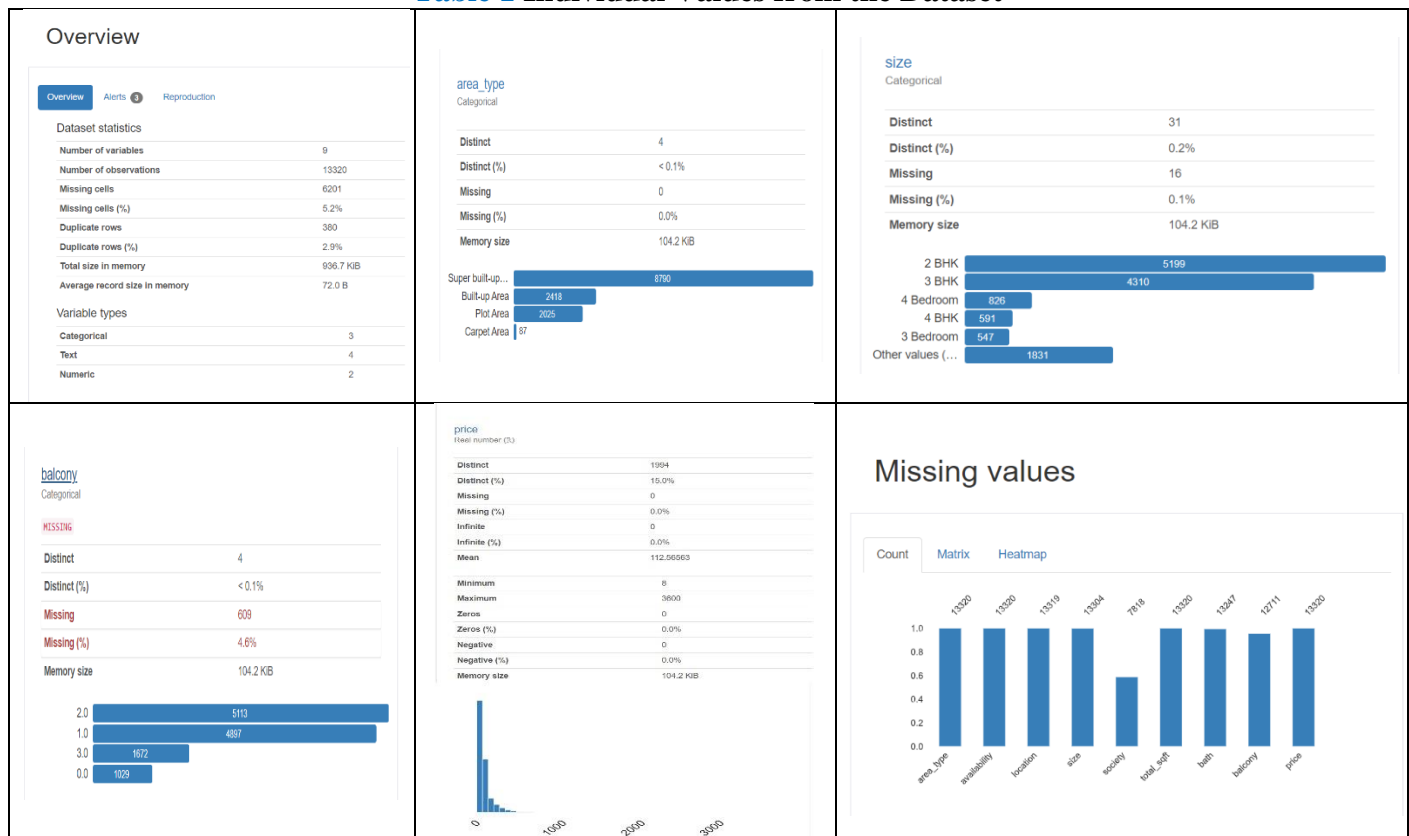 Table 2 Individual Values from the Dataset
Overview
Overview Alerts 3 Reproduction
Dataset statistics
Number of variables 9
Number of observations 13320
Missing cells 6201
Missing cells (%) 5.2%
Duplicate rows 380
Duplicate rows (%) 2.9%
Total size in memory 936.7 KiB
Average record size in memory 72.0 B
Variable types
Categorical 3
Text 4
Numeric 2
area_type
Categorical
Distinct 4
Distinct (%) < 0.1%
Missing 0
Missing (%) 0.0%
Memory size 104.2 KiB
Super built-up... 8790
Built-up Area 2418
Plot Area 2025
Carpet Area 87
size
Categorical
Distinct 31
Distinct (%) 0.2%
Missing 16
Missing (%) 0.1%
Memory size 104.2 KiB
2 BHK 5199
3 BHK 4310
4 Bedroom 826
4 BHK 591
3 Bedroom 547
Other values (... 1831
balcony
Categorical
MISSING
Distinct 4
Distinct (%) < 0.1%
Missing 609
Missing (%) 4.6%
Memory size 104.2 KiB
2.0 5113
1.0 4897
3.0 1672
0.0 1029
price
Real number (ℝ)
Distinct 1994
Distinct (%) 15.0%
Missing 0
Missing (%) 0.0%
Infinite 0
Infinite (%) 0.0%
Mean 112.56563
Minimum 8
Maximum 3600
Zeros 0
Zeros (%) 0.0%
Negative 0
Negative (%) 0.0%
Memory size 104.2 KiB
0 1000 2000 3000
Missing values
Count Matrix Heatmap
13320 13320 13319 13304 7818 13320 13247 12711 13320
1.0
0.8
0.6
0.4
0.2
0.0
area_type availability location size society total_sqft bath balcony price